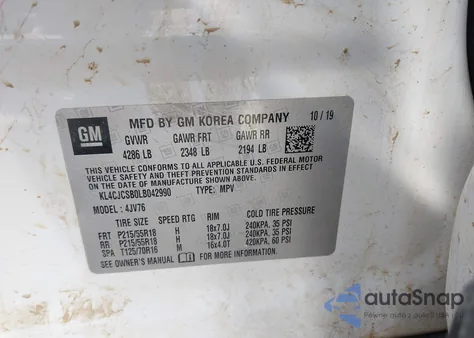 GM
MFD BY GM KOREA COMPANY 10/19
GVWR GAWR FRT GAWR RR
4286 LB 2348 LB 2194 LB
THIS VEHICLE CONFORMS TO ALL APPLICABLE U.S. FEDERAL MOTOR
VEHICLE SAFETY AND THEFT PREVENTION STANDARDS IN EFFECT ON
THE DATE OF MANUFACTURE SHOWN ABOVE.
KL4CJCSB0LB042990 TYPE: MPV
MODEL: 4JV76
TIRE SIZE SPEED RTG RIM COLD TIRE PRESSURE
FRT P215/55R18 H 18x7.0J 240KPA, 35 PSI
RR P215/55R18 H 18x7.0J 240KPA, 35 PSI
SPA T125/70R16 M 16x4.0T 420KPA, 60 PSI
SEE OWNER'S MANUAL FOR MORE INFORMATION.
autoSnap
Pewne auto z USA